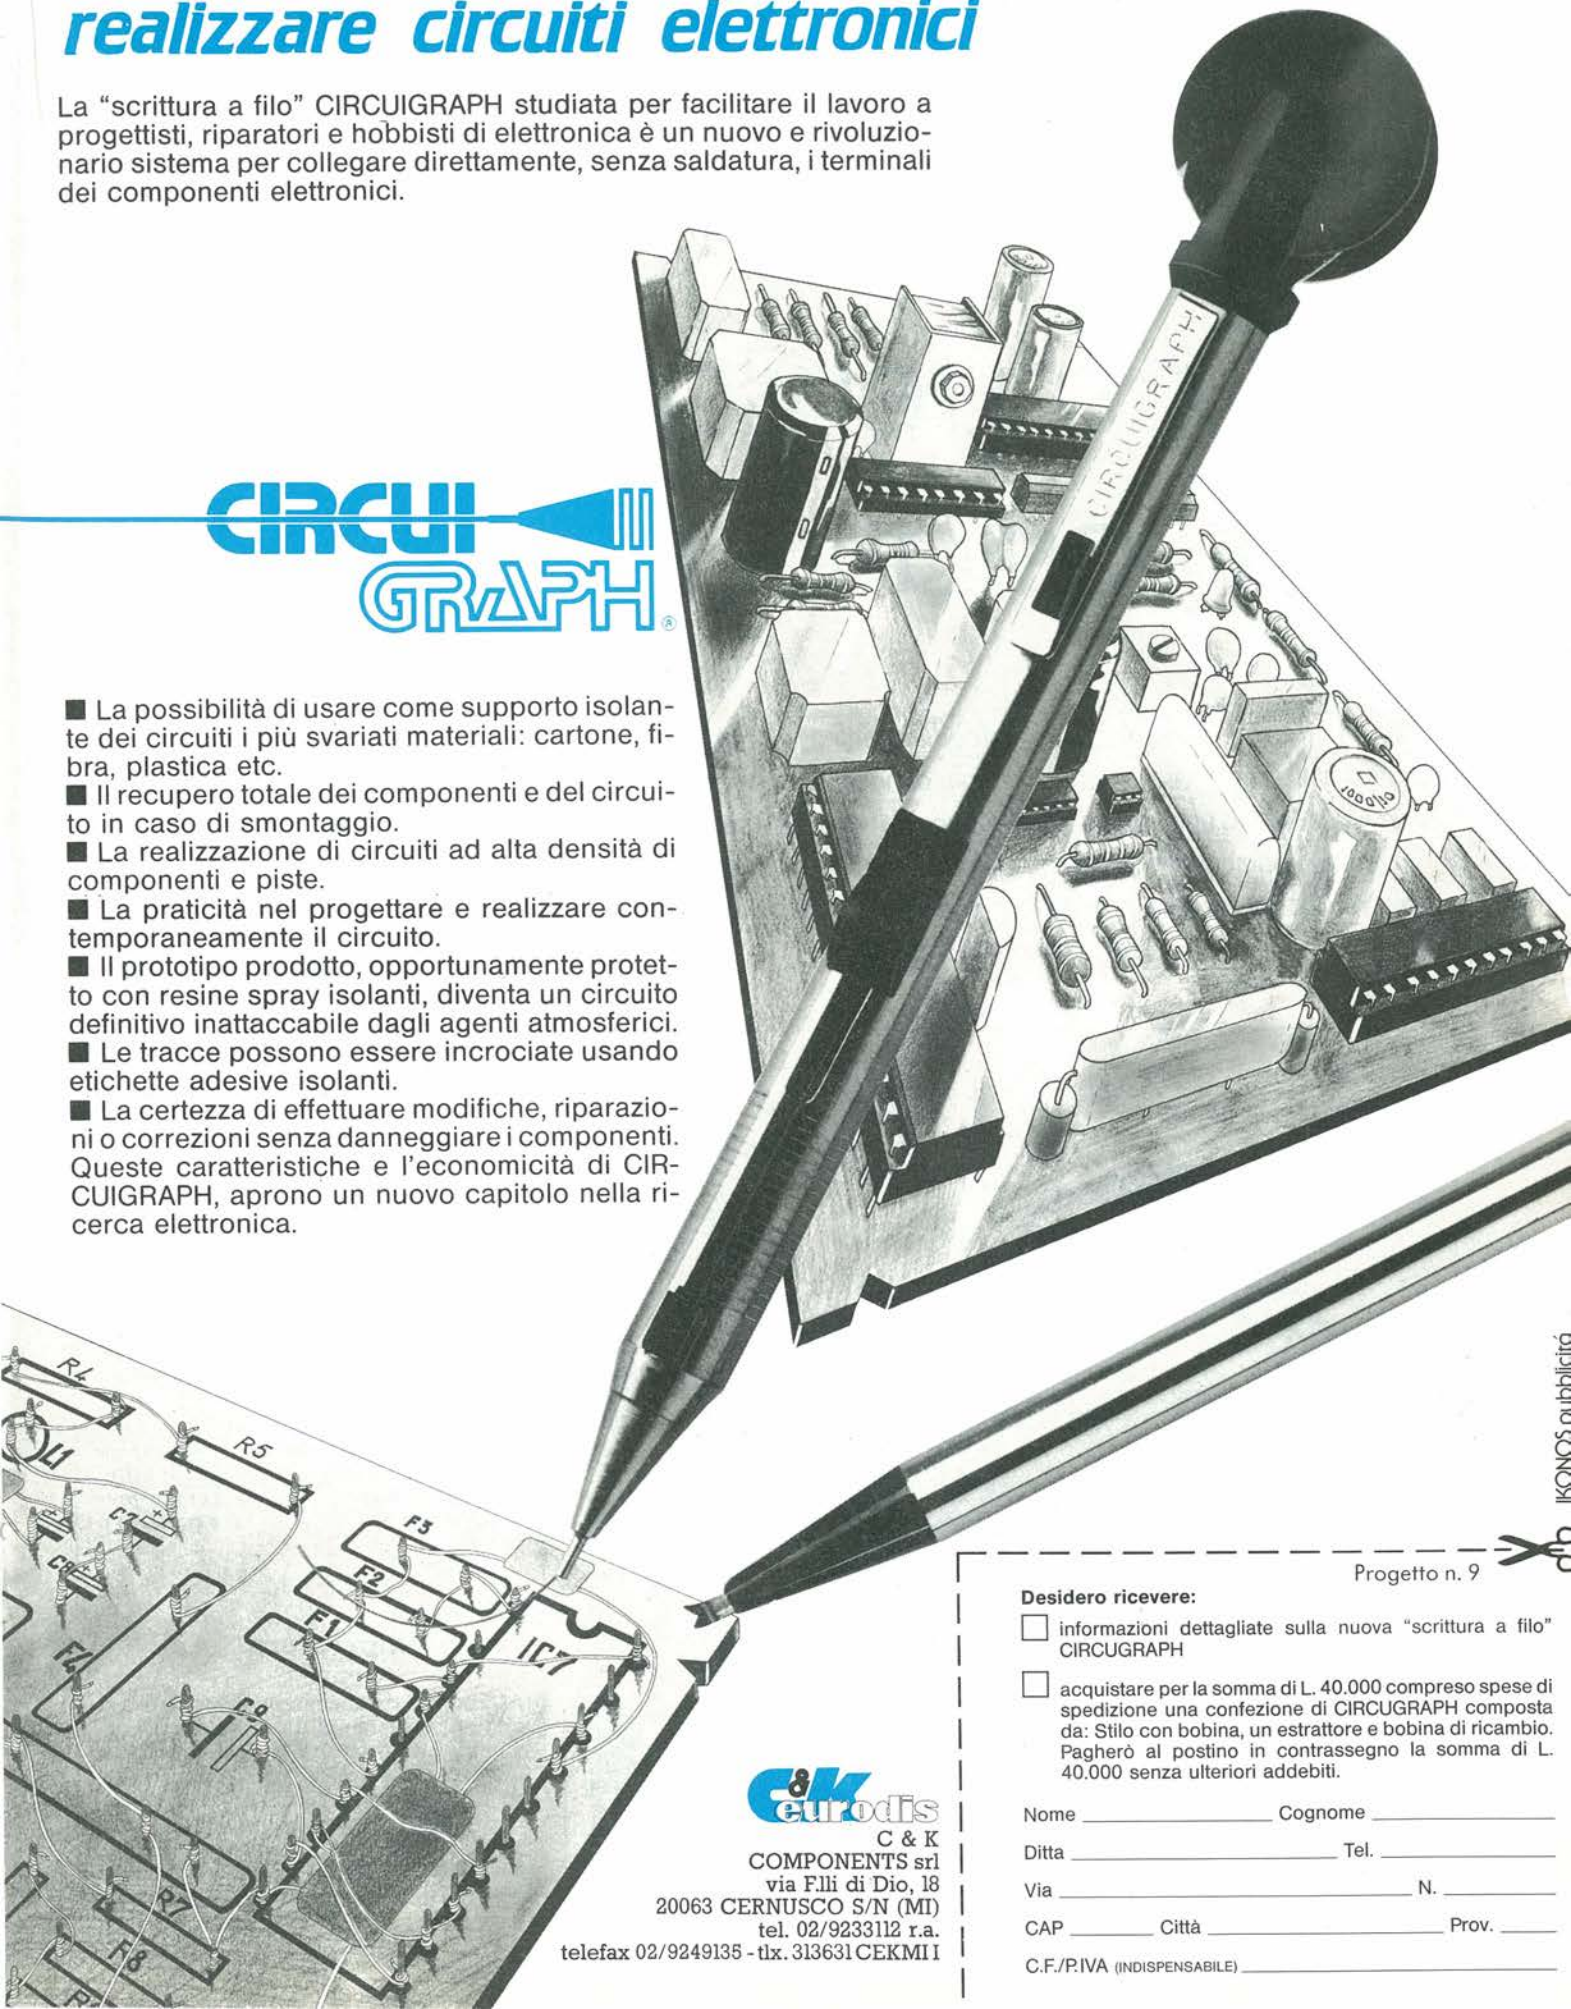 realizzare circuiti elettronici
La “scrittura a filo” CIRCUIGRAPH studiata per facilitare il lavoro a
progettisti, riparatori e hobbisti di elettronica è un nuovo e rivoluzio-
nario sistema per collegare direttamente, senza saldatura, i terminali
dei componenti elettronici.
CIRCUIGRAPH
CIRCUI
GRAPH ®
■ La possibilità di usare come supporto isolan-
te dei circuiti i più svariati materiali: cartone, fi-
bra, plastica etc.
■ Il recupero totale dei componenti e del circui-
to in caso di smontaggio.
■ La realizzazione di circuiti ad alta densità di
componenti e piste.
■ La praticità nel progettare e realizzare con-
temporaneamente il circuito.
■ Il prototipo prodotto, opportunamente protet-
to con resine spray isolanti, diventa un circuito
definitivo inattaccabile dagli agenti atmosferici.
■ Le tracce possono essere incrociate usando
etichette adesive isolanti.
■ La certezza di effettuare modifiche, riparazio-
ni o correzioni senza danneggiare i componenti.
Queste caratteristiche e l'economicità di CIR-
CUIGRAPH, aprono un nuovo capitolo nella ri-
cerca elettronica.
1000/10
R4
L1
R5
C7
C8
F3
F2
F1
IC7
F4
C9
R7
F8
IKONOS pubblicità
Progetto n. 9
Desidero ricevere:
informazioni dettagliate sulla nuova “scrittura a filo”
CIRCUGRAPH
acquistare per la somma di L. 40.000 compreso spese di
spedizione una confezione di CIRCUGRAPH composta
da: Stilo con bobina, un estrattore e bobina di ricambio.
Pagherò al postino in contrassegno la somma di L.
40.000 senza ulteriori addebiti.
Nome Cognome
Ditta Tel.
Via N.
CAP Città Prov.
C.F./P.IVA (INDISPENSABILE)
C&K
eurodis
C & K
COMPONENTS srl
via F.lli di Dio, 18
20063 CERNUSCO S/N (MI)
tel. 02/9233112 r.a.
telefax 02/9249135 - tlx. 313631 CEKMI I